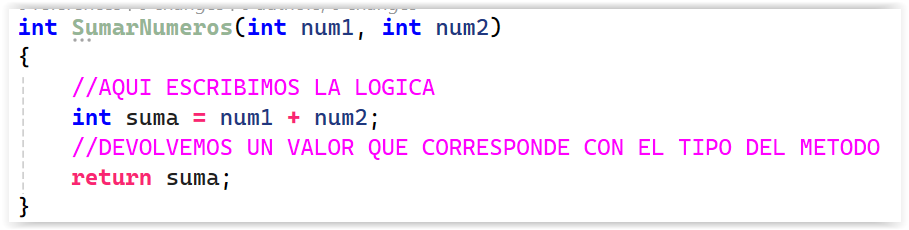 int SumarNumeros(int num1, int num2)
{
//AQUI ESCRIBIMOS LA LOGICA
int suma = num1 + num2;
//DEVOLVEMOS UN VALOR QUE CORRESPONDE CON EL TIPO DEL METODO
return suma;
}